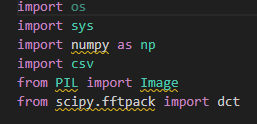 import os
import sys
import numpy as np
import csv
from PIL import Image
from scipy.fftpack import dct